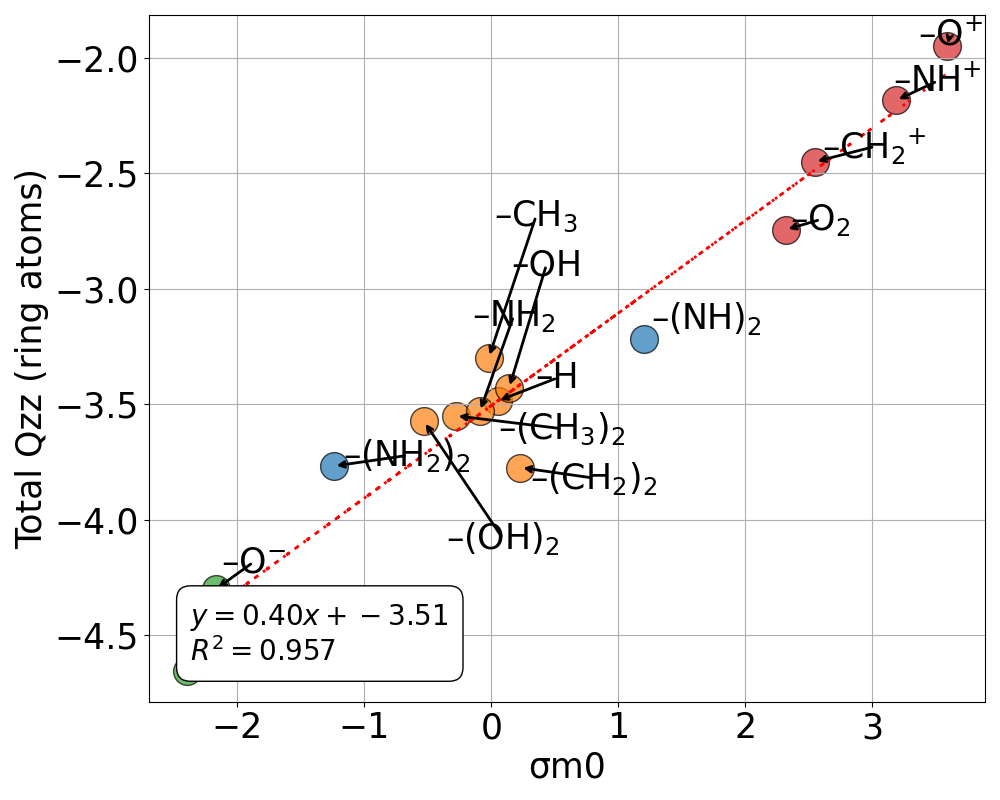 –O⁺
–2.0
–NH⁺
–CH₂⁺
–2.5
–CH₃
–O₂
–OH
–3.0
–NH₂
–(NH)₂
–H
–3.5
–(CH₃)₂
–(NH₂)₂
–(CH₂)₂
–4.0
–(OH)₂
–O⁻
y = 0.40x + −3.51
R² = 0.957
–4.5
Total Qzz (ring atoms)
−2 −1 0 1 2 3
σm0